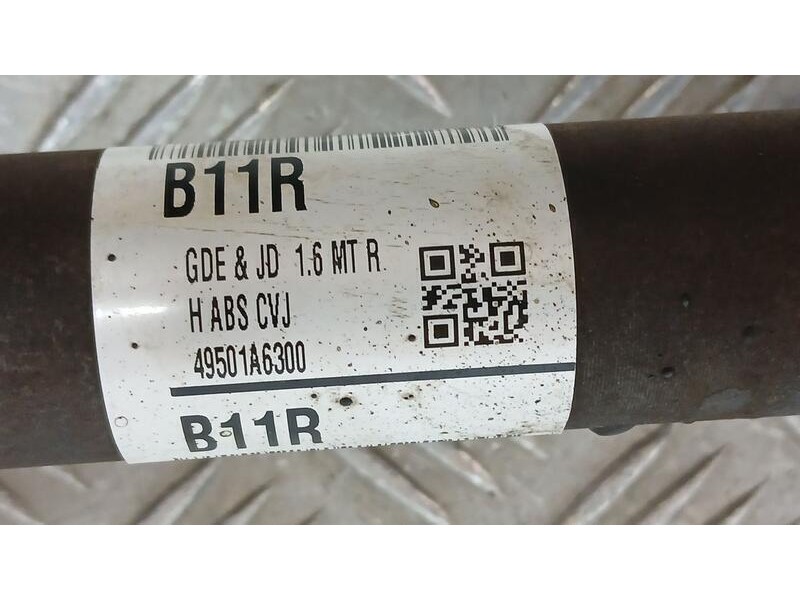 B11R
GDE & JD 1.6 MT R
H ABS CVJ
49501A6300
B11R